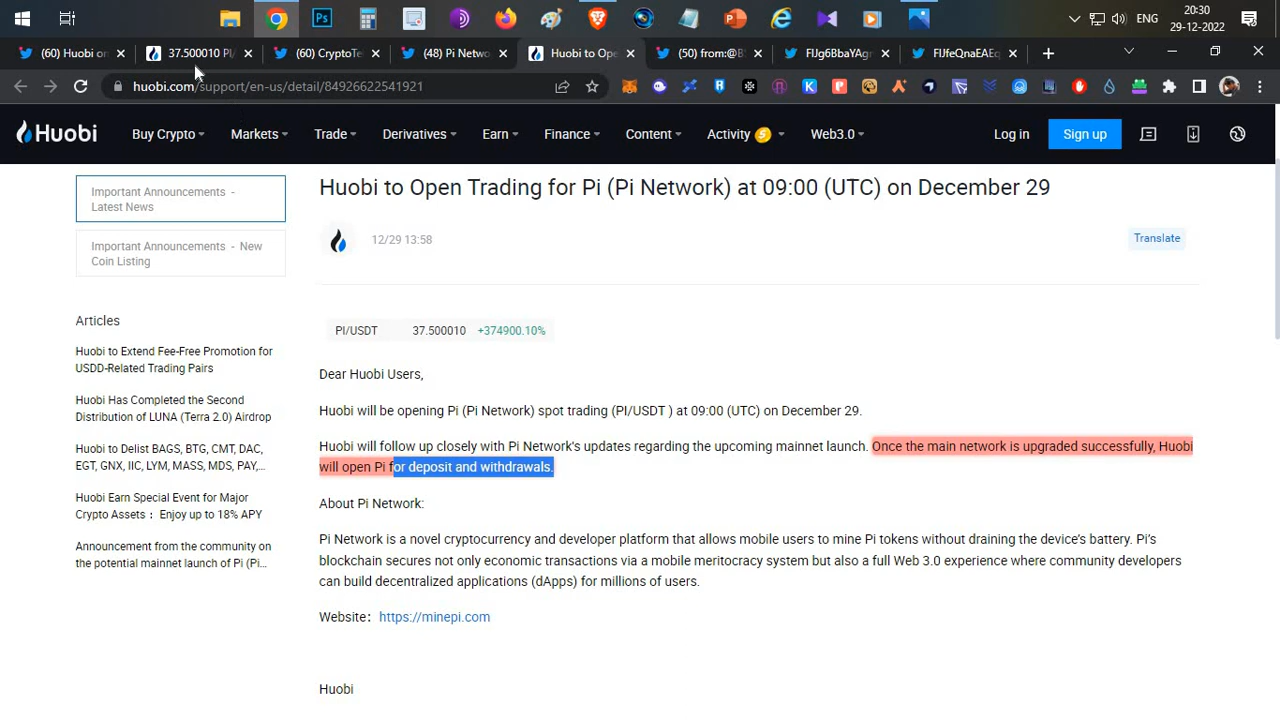 20:30
ENG
29-12-2022
(60) Huobi on
37.500010 PI/
(60) CryptoTe
(48) Pi Netwo
Huobi to Ope
(50) from:@B
FlJg6BbaYAgr
FlJfeQnaEAEq
huobi.com/support/en-us/detail/84926622541921
Huobi
Buy Crypto
Markets
Trade
Derivatives
Earn
Finance
Content
Activity
Web3.0
Log in
Sign up
Important Announcements -
Latest News
Important Announcements - New
Coin Listing
Articles
Huobi to Extend Fee-Free Promotion for
USDD-Related Trading Pairs
Huobi Has Completed the Second
Distribution of LUNA (Terra 2.0) Airdrop
Huobi to Delist BAGS, BTG, CMT, DAC,
EGT, GNX, IIC, LYM, MASS, MDS, PAY,...
Huobi Earn Special Event for Major
Crypto Assets： Enjoy up to 18% APY
Announcement from the community on
the potential mainnet launch of Pi (Pi...
Huobi to Open Trading for Pi (Pi Network) at 09:00 (UTC) on December 29
12/29 13:58
Translate
PI/USDT 37.500010 +374900.10%
Dear Huobi Users,
Huobi will be opening Pi (Pi Network) spot trading (PI/USDT ) at 09:00 (UTC) on December 29.
Huobi will follow up closely with Pi Network's updates regarding the upcoming mainnet launch. Once the main network is upgraded successfully, Huobi
will open Pi for deposit and withdrawals.
About Pi Network:
Pi Network is a novel cryptocurrency and developer platform that allows mobile users to mine Pi tokens without draining the device's battery. Pi's
blockchain secures not only economic transactions via a mobile meritocracy system but also a full Web 3.0 experience where community developers
can build decentralized applications (dApps) for millions of users.
Website： https://minepi.com
Huobi